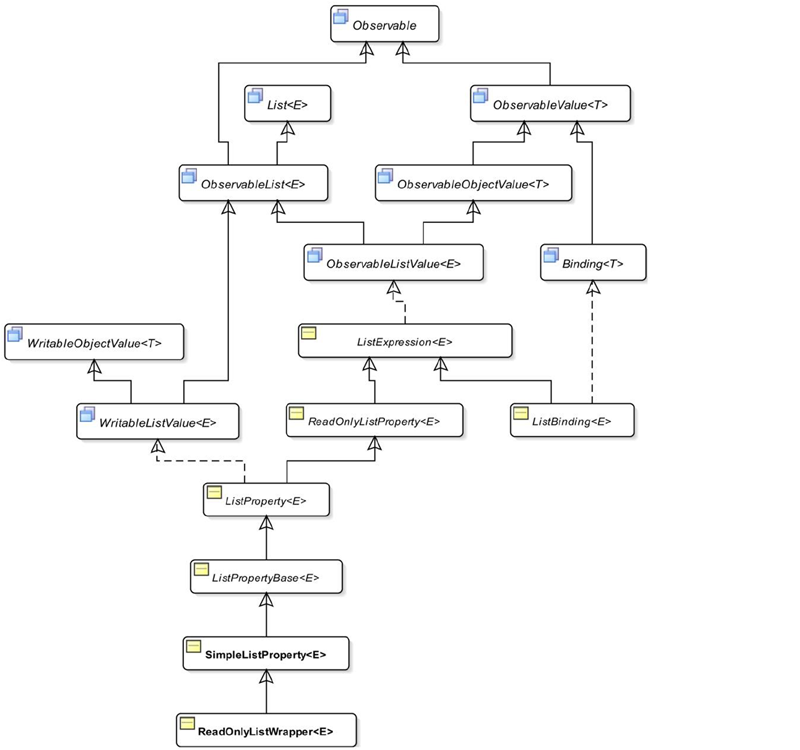 Observable
List<E>
ObservableValue<T>
ObservableList<E>
ObservableObjectValue<T>
ObservableListValue<E>
Binding<T>
WritableObjectValue<T>
ListExpression<E>
WritableListValue<E>
ReadOnlyListProperty<E>
ListBinding<E>
ListProperty<E>
ListPropertyBase<E>
SimpleListProperty<E>
ReadOnlyListWrapper<E>